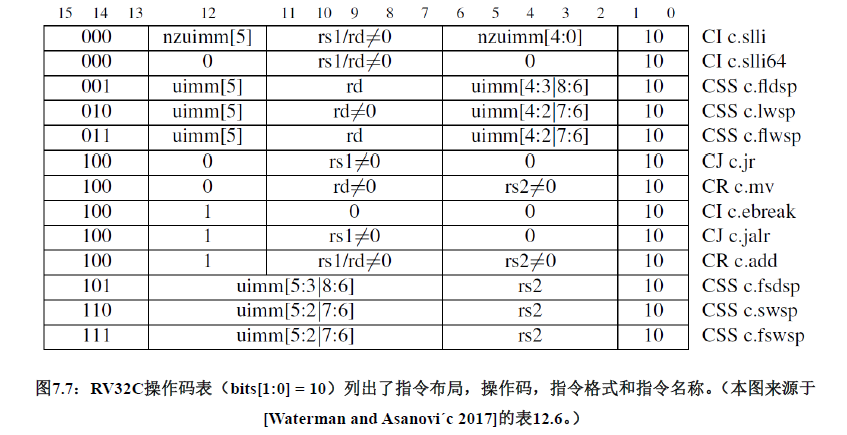 15 14 13 12 11 10 9 8 7 6 5 4 3 2 1 0
000 nzuimm[5] rs1/rd≠0 nzuimm[4:0] 10 CI c.slli
000 0 rs1/rd≠0 0 10 CI c.slli64
001 uimm[5] rd uimm[4:3|8:6] 10 CSS c.fldsp
010 uimm[5] rd≠0 uimm[4:2|7:6] 10 CSS c.lwsp
011 uimm[5] rd uimm[4:2|7:6] 10 CSS c.flwsp
100 0 rs1≠0 0 10 CJ c.jr
100 0 rd≠0 rs2≠0 10 CR c.mv
100 1 0 0 10 CI c.ebreak
100 1 rs1≠0 0 10 CJ c.jalr
100 1 rs1/rd≠0 rs2≠0 10 CR c.add
101 uimm[5:3|8:6] rs2 10 CSS c.fsdsp
110 uimm[5:2|7:6] rs2 10 CSS c.swsp
111 uimm[5:2|7:6] rs2 10 CSS c.fswsp
图7.7：RV32C操作码表（bits[1:0] = 10）列出了指令布局，操作码，指令格式和指令名称。（本图来源于
[Waterman and Asanovi´c 2017]的表12.6。）